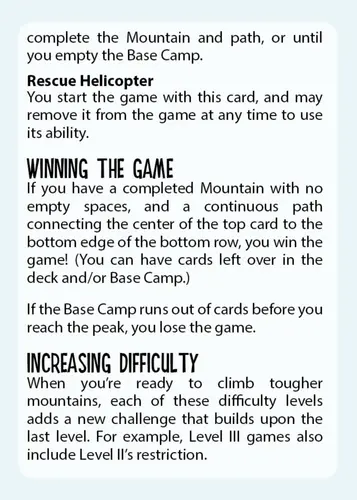 complete the Mountain and path, or until
you empty the Base Camp.
Rescue Helicopter
You start the game with this card, and may
remove it from the game at any time to use
its ability.
WINNING THE GAME
If you have a completed Mountain with no
empty spaces, and a continuous path
connecting the center of the top card to the
bottom edge of the bottom row, you win the
game! (You can have cards left over in the
deck and/or Base Camp.)
If the Base Camp runs out of cards before you
reach the peak, you lose the game.
INCREASING DIFFICULTY
When you're ready to climb tougher
mountains, each of these difficulty levels
adds a new challenge that builds upon the
last level. For example, Level III games also
include Level II's restriction.